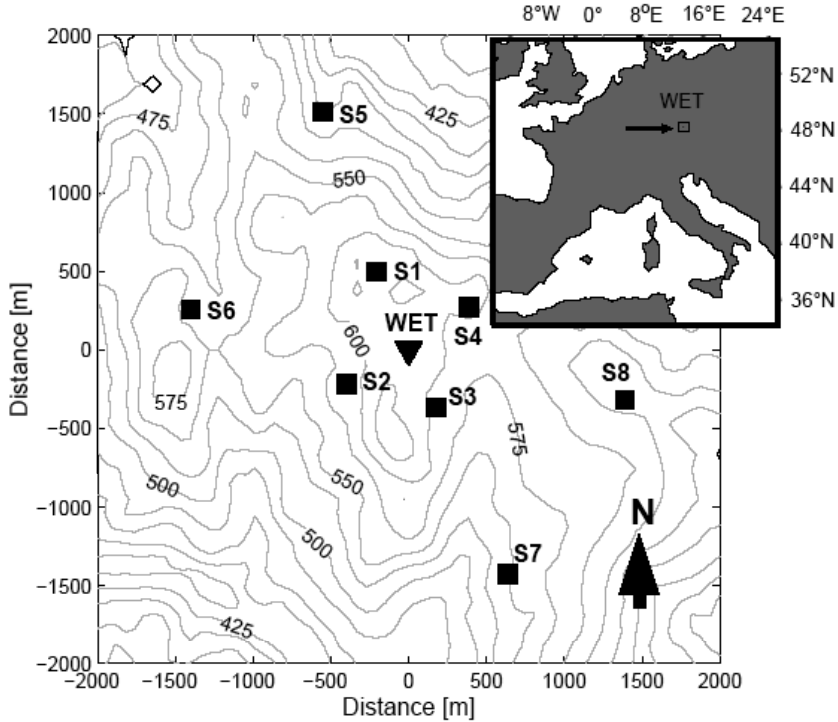 8°W 0° 8°E 16°E 24°E
2000
52°N
WET
475
S5
425
1500
48°N
550
1000
44°N
40°N
500
S1
S6
36°N
WET
S4
600
0
S8
S2
S3
575
575
-500
Distance [m]
500
550
-1000
N
500
S7
-1500
425
-2000
-2000 -1500 -1000 -500 0 500 1000 1500 2000
Distance [m]